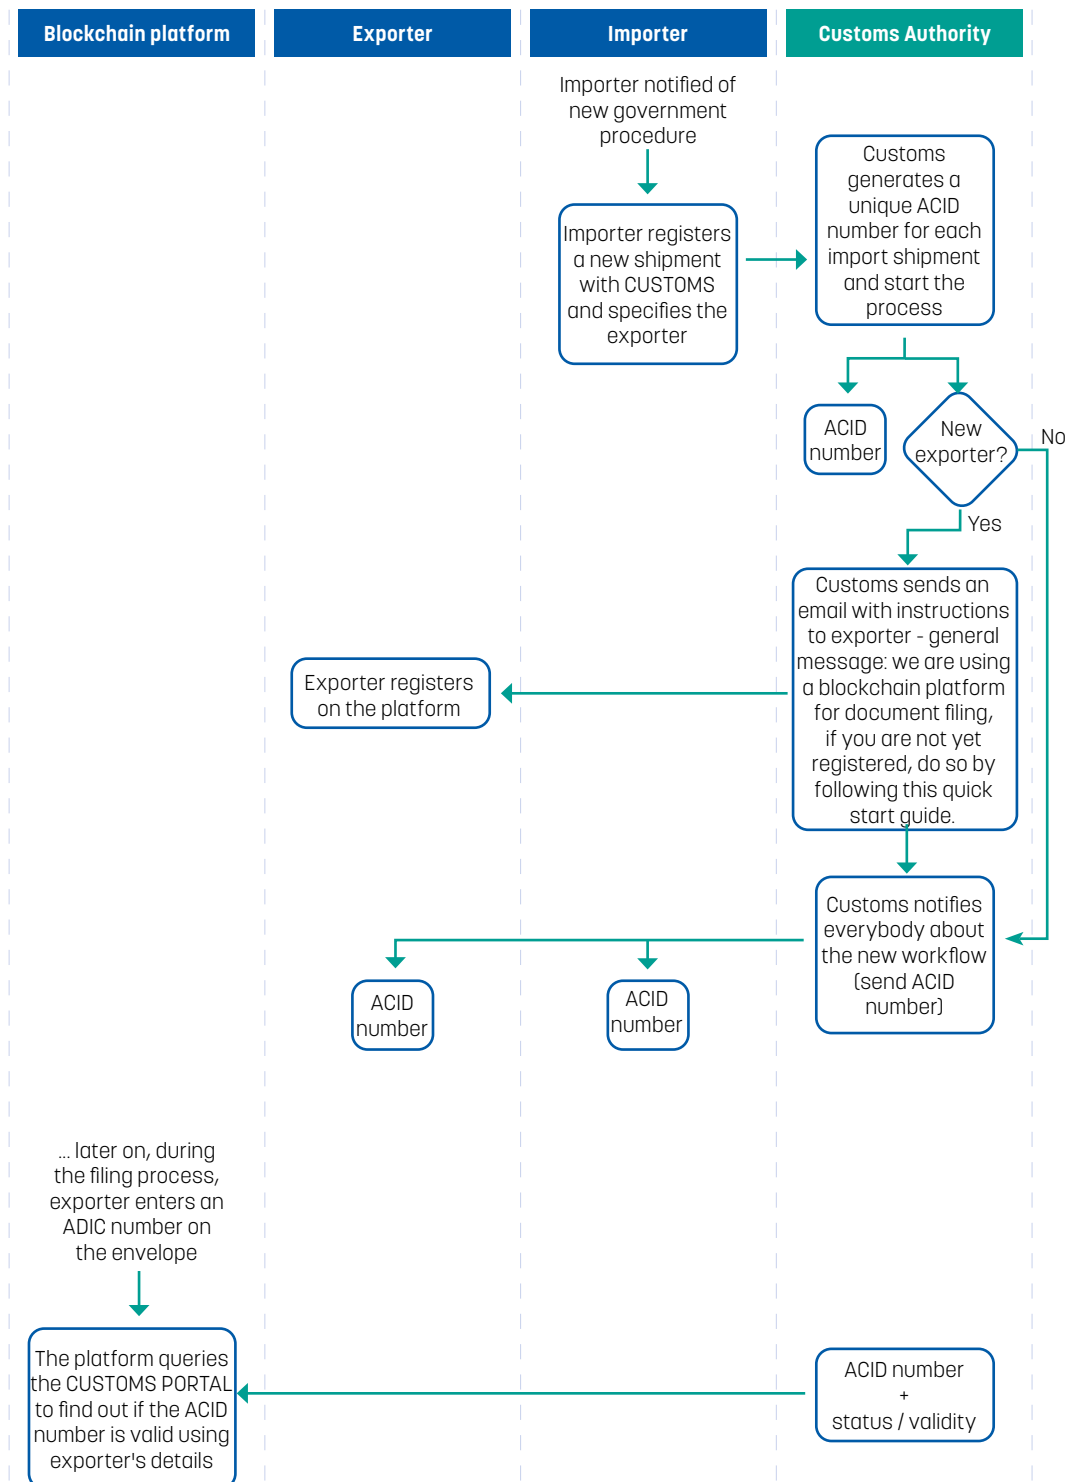 Blockchain platform
Exporter
Importer
Customs Authority
Importer notified of
new government
procedure
Importer registers
a new shipment
with CUSTOMS
and specifies the
exporter
Customs
generates a
unique ACID
number for each
import shipment
and start the
process
ACID
number
New
exporter?
No
Yes
Customs sends an
email with instructions
to exporter - general
message: we are using
a blockchain platform
for document filing,
if you are not yet
registered, do so by
following this quick
start guide.
Exporter registers
on the platform
Customs notifies
everybody about
the new workflow
(send ACID
number)
ACID
number
ACID
number
... later on, during
the filing process,
exporter enters an
ADIC number on
the envelope
The platform queries
the CUSTOMS PORTAL
to find out if the ACID
number is valid using
exporter's details
ACID number
+
status / validity